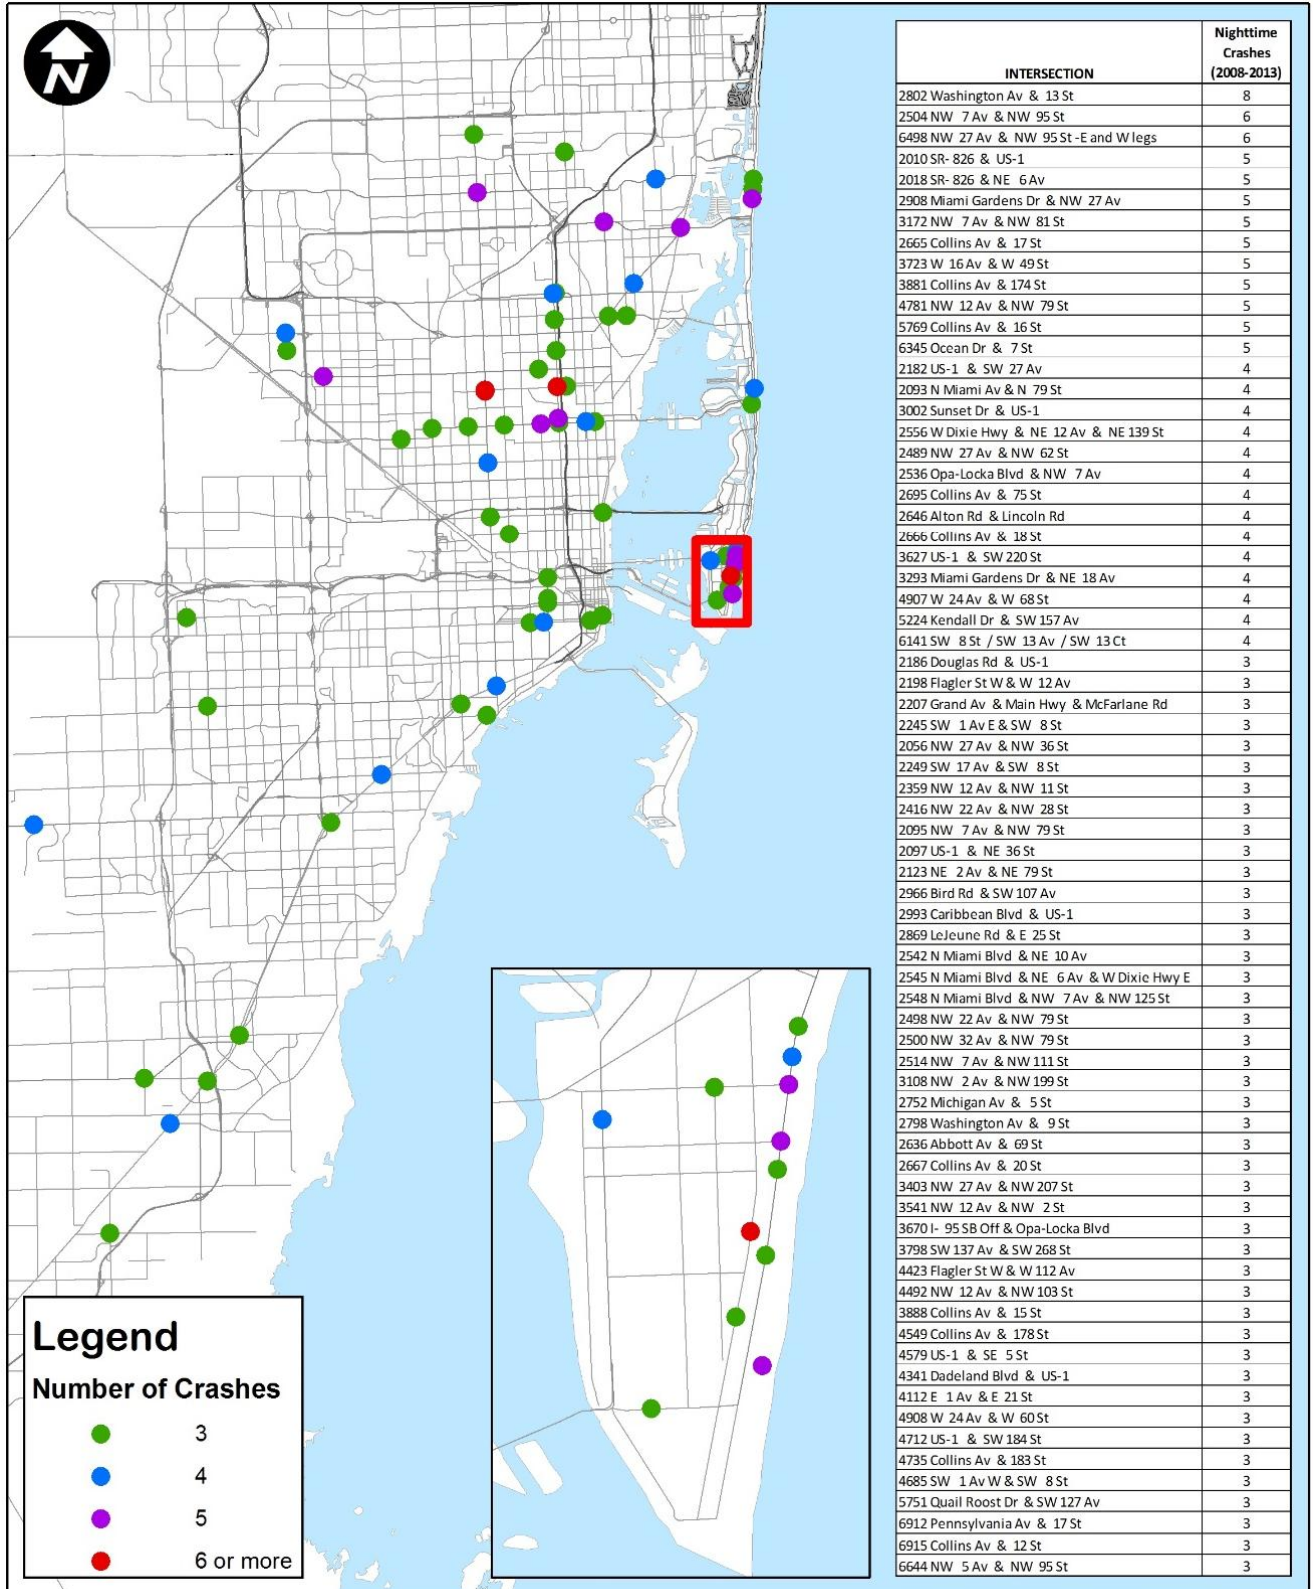 N
INTERSECTION
Nighttime
Crashes
(2008-2013)
2802 Washington Av & 13 St 8
2504 NW 7 Av & NW 95 St 6
6498 NW 27 Av & NW 95 St -E and W legs 6
2010 SR- 826 & US-1 5
2018 SR- 826 & NE 6 Av 5
2908 Miami Gardens Dr & NW 27 Av 5
3172 NW 7 Av & NW 81 St 5
2665 Collins Av & 17 St 5
3723 W 16 Av & W 49 St 5
3881 Collins Av & 174 St 5
4781 NW 12 Av & NW 79 St 5
5769 Collins Av & 16 St 5
6345 Ocean Dr & 7 St 5
2182 US-1 & SW 27 Av 4
2093 N Miami Av & N 79 St 4
3002 Sunset Dr & US-1 4
2556 W Dixie Hwy & NE 12 Av & NE 139 St 4
2489 NW 27 Av & NW 62 St 4
2536 Opa-Locka Blvd & NW 7 Av 4
2695 Collins Av & 75 St 4
2646 Alton Rd & Lincoln Rd 4
2666 Collins Av & 18 St 4
3627 US-1 & SW 220 St 4
3293 Miami Gardens Dr & NE 18 Av 4
4907 W 24 Av & W 68 St 4
5224 Kendall Dr & SW 157 Av 4
6141 SW 8 St / SW 13 Av / SW 13 Ct 4
2186 Douglas Rd & US-1 3
2198 Flagler St W & W 12 Av 3
2207 Grand Av & Main Hwy & McFarlane Rd 3
2245 SW 1 Av E & SW 8 St 3
2056 NW 27 Av & NW 36 St 3
2249 SW 17 Av & SW 8 St 3
2359 NW 12 Av & NW 11 St 3
2416 NW 22 Av & NW 28 St 3
2095 NW 7 Av & NW 79 St 3
2097 US-1 & NE 36 St 3
2123 NE 2 Av & NE 79 St 3
2966 Bird Rd & SW 107 Av 3
2993 Caribbean Blvd & US-1 3
2869 LeJeune Rd & E 25 St 3
2542 N Miami Blvd & NE 10 Av 3
2545 N Miami Blvd & NE 6 Av & W Dixie Hwy E 3
2548 N Miami Blvd & NW 7 Av & NW 125 St 3
2498 NW 22 Av & NW 79 St 3
2500 NW 32 Av & NW 79 St 3
2514 NW 7 Av & NW 111 St 3
3108 NW 2 Av & NW 199 St 3
2752 Michigan Av & 5 St 3
2798 Washington Av & 9 St 3
2636 Abbott Av & 69 St 3
2667 Collins Av & 20 St 3
3403 NW 27 Av & NW 207 St 3
3541 NW 12 Av & NW 2 St 3
3670 I- 95 SB Off & Opa-Locka Blvd 3
3798 SW 137 Av & SW 268 St 3
4423 Flagler St W & W 112 Av 3
4492 NW 12 Av & NW 103 St 3
3888 Collins Av & 15 St 3
4549 Collins Av & 178 St 3
4579 US-1 & SE 5 St 3
4341 Dadeland Blvd & US-1 3
4112 E 1 Av & E 21 St 3
4908 W 24 Av & W 60 St 3
4712 US-1 & SW 184 St 3
4735 Collins Av & 183 St 3
4685 SW 1 Av W & SW 8 St 3
5751 Quail Roost Dr & SW 127 Av 3
6912 Pennsylvania Av & 17 St 3
6915 Collins Av & 12 St 3
6644 NW 5 Av & NW 95 St 3
Legend
Number of Crashes
3
4
5
6 or more